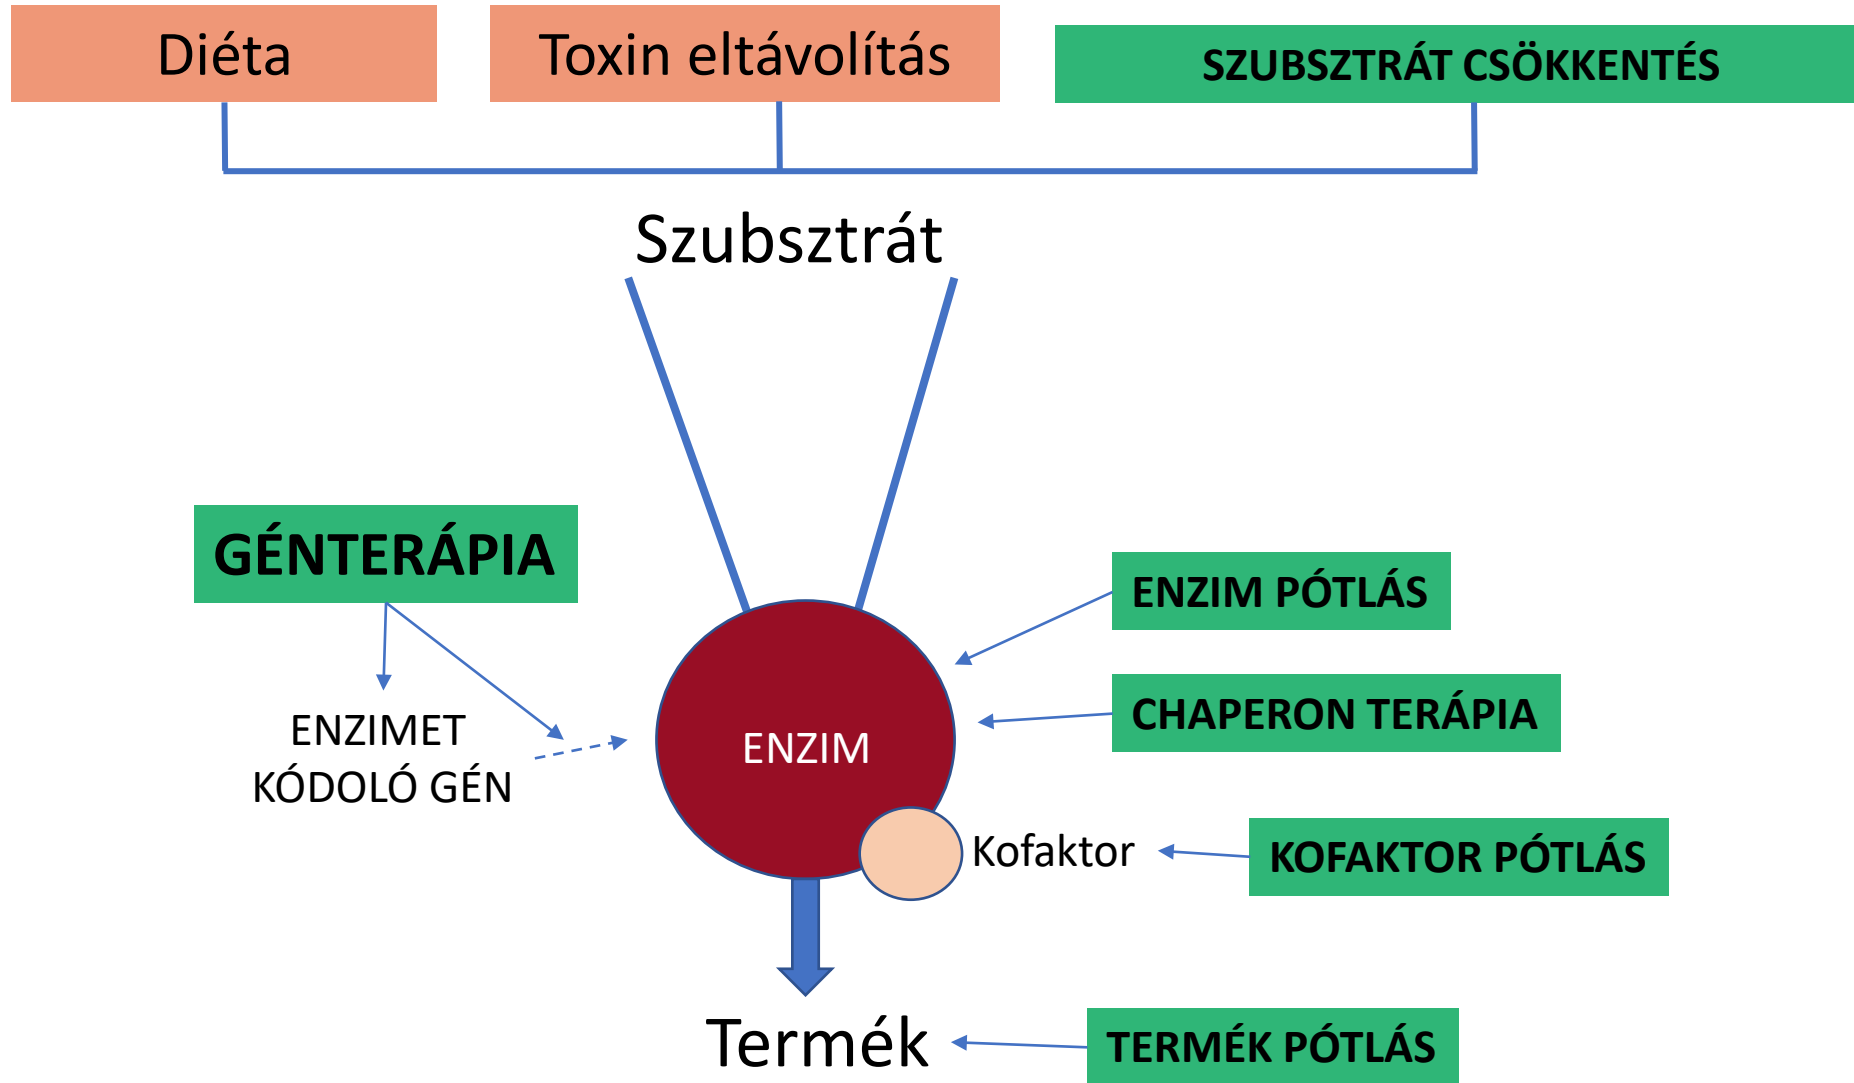 Diéta
Toxin eltávolítás
SZUBSZTRÁT CSÖKKENTÉS
Szubsztrát
GÉNTERÁPIA
ENZIM PÓTLÁS
CHAPERON TERÁPIA
ENZIMET
KÓDOLÓ GÉN
ENZIM
Kofaktor
KOFAKTOR PÓTLÁS
Termék
TERMÉK PÓTLÁS